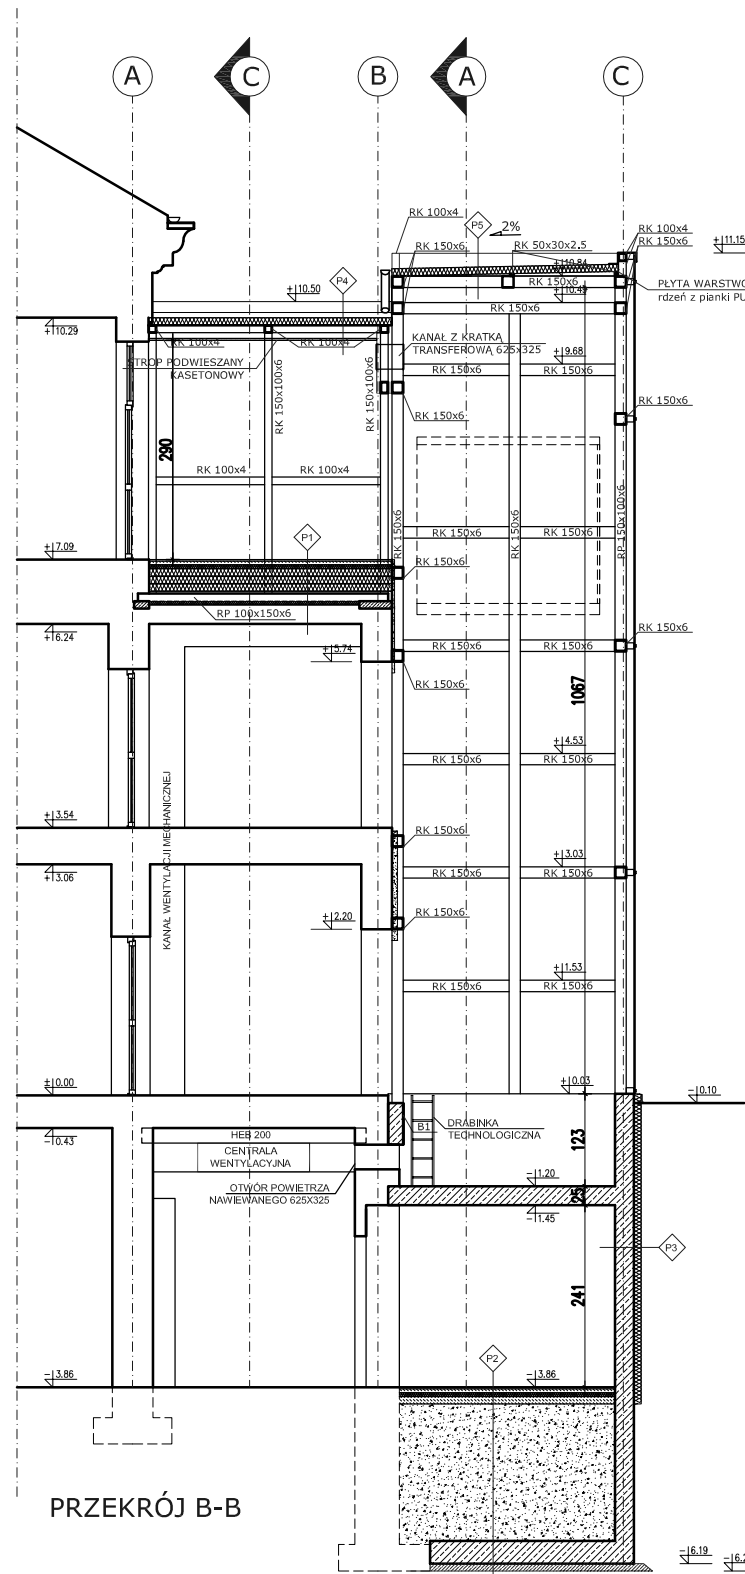 A
C
B
A
C
RK 100x4
P5
2%
RK 150x6
RK 50x30x2.5
RK 100x4
RK 150x6
+11.15
+10.84
RK 150x6
P4
+10.50
+10.49
PŁYTA WARSTWO
rdzeń z pianki PU
RK 150x6
+10.29
RK 100x4
RK 100x4
KANAŁ Z KRATKĄ
TRANSFEROWĄ 625x325
+9.68
STROP PODWIESZANY
KASETONOWY
RK 150x6
RK 150x6
RK 150x100x6
RK 150x100x6
RK 150x6
RK 150x6
290
RK 100x4
RK 100x4
RK 150x6
RK 150x6
RP 150x100x6
P1
RK 150x6
RK 150x6
+7.09
RK 150x6
RP 100x150x6
+6.24
RK 150x6
+5.74
RK 150x6
RK 150x6
RK 150x6
1067
+4.53
RK 150x6
RK 150x6
KANAŁ WENTYLACJI MECHANICZNEJ
+3.54
RK 150x6
+3.06
+3.03
RK 150x6
RK 150x6
RK 150x6
+2.20
RK 150x6
+1.53
RK 150x6
RK 150x6
±0.00
+0.03
-0.10
-0.43
HEB 200
B1
DRABINKA
TECHNOLOGICZNA
123
CENTRALA
WENTYLACYJNA
OTWÓR POWIETRZA
NAWIEWANEGO 625X325
-1.20
25
-1.45
P3
241
P2
-3.86
-3.86
PRZEKRÓJ B-B
-6.19
-6.2